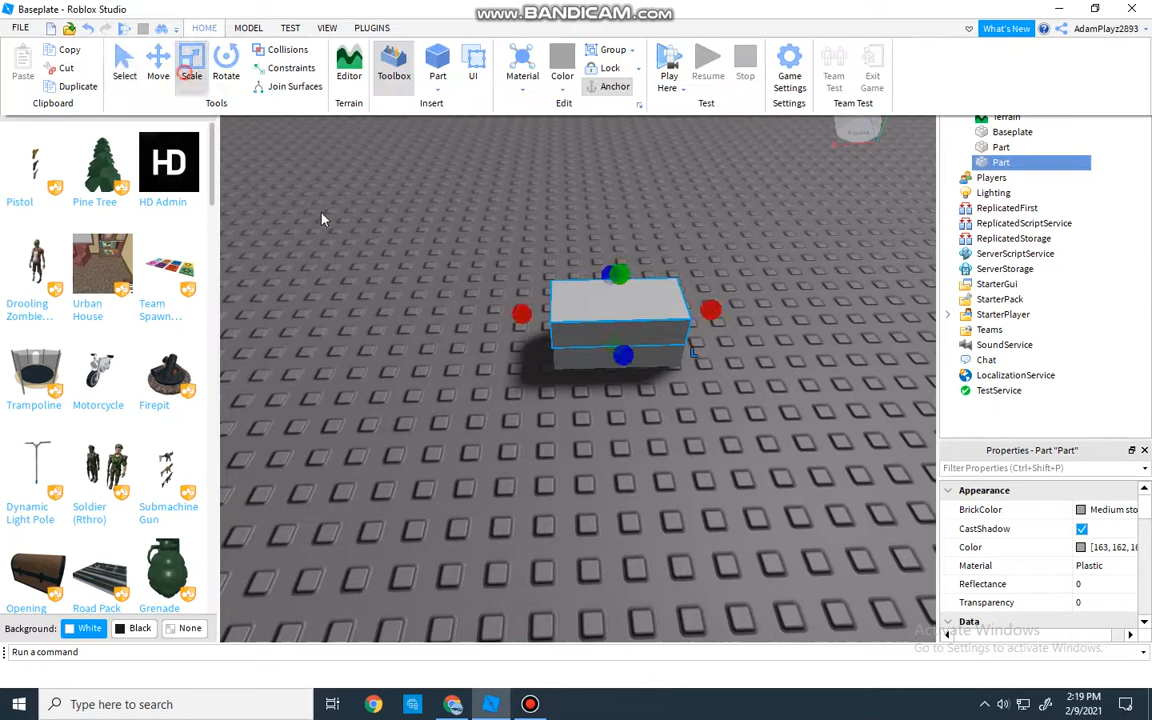 Baseplate - Roblox Studio
www.BANDICAM.com
FILE HOME MODEL TEST VIEW PLUGINS What's New AdamPlayz2893
Paste Copy Cut Duplicate
Select Move Scale Rotate Collisions Constraints Join Surfaces
Editor Toolbox Part UI
Material Color Group Lock Anchor
Play Here Resume Stop Game Settings Team Test Exit Game
Clipboard Tools Terrain Insert Edit Test Settings Team Test
Pistol Pine Tree HD Admin
HD
Drooling Zombie... Urban House Team Spawn...
Trampoline Motorcycle Firepit
Dynamic Light Pole Soldier (Rthro) Submachine Gun
Opening Road Pack Grenade
Background: White Black None
Run a command
Terrain
Baseplate
Part
Part
Players
Lighting
ReplicatedFirst
ReplicatedScriptService
ReplicatedStorage
ServerScriptService
ServerStorage
StarterGui
StarterPack
StarterPlayer
Teams
SoundService
Chat
LocalizationService
TestService
Properties - Part "Part"
Filter Properties (Ctrl+Shift+P)
Appearance
BrickColor Medium sto
CastShadow
Color [163, 162, 16
Material Plastic
Reflectance 0
Transparency 0
Data
Activate Windows
Go to Settings to activate Windows.
Type here to search
2:19 PM
2/9/2021